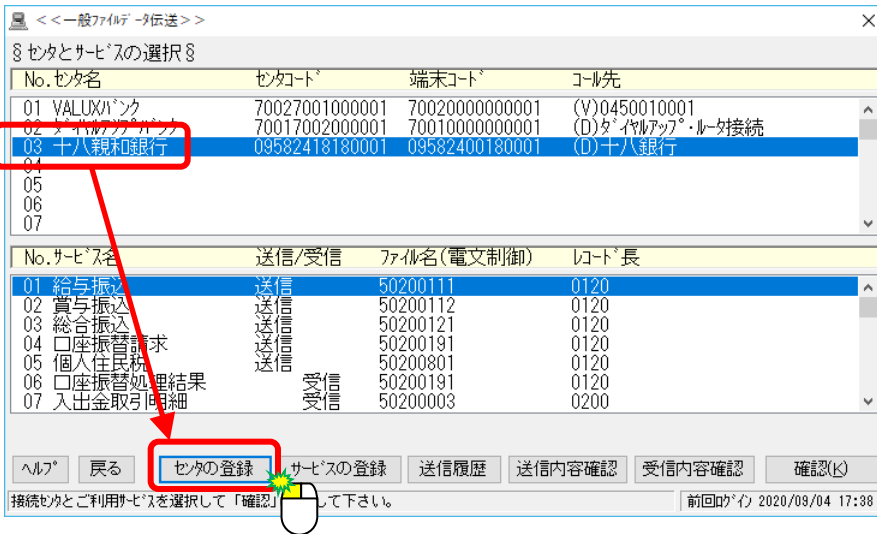 <<一般ﾌｧｲﾙﾃﾞｰﾀ伝送>>
§ｾﾝﾀとｻｰﾋﾞｽの選択§
No.ｾﾝﾀ名 ｾﾝﾀｺｰﾄﾞ 端末ｺｰﾄﾞ ｺｰﾙ先
01 VALUXﾊﾞﾝｸ 70027001000001 70020000000001 (V)0450010001
02 ﾀﾞｲﾔﾙｱｯﾌﾟﾊﾞﾝｸ 70017002000001 70010000000001 (D)ﾀﾞｲﾔﾙｱｯﾌﾟ･ﾙｰﾀ接続
03 十八親和銀行 09582418180001 09582400180001 (D)十八銀行
04
05
06
07
No.ｻｰﾋﾞｽ名 送信/受信 ﾌｧｲﾙ名(電文制御) ﾚｺｰﾄﾞ長
01 給与振込 送信 50200111 0120
02 賞与振込 送信 50200112 0120
03 総合振込 送信 50200121 0120
04 口座振替請求 送信 50200191 0120
05 個人住民税 送信 50200801 0120
06 口座振替処理結果 受信 50200191 0120
07 入出金取引明細 受信 50200003 0200
ﾍﾙﾌﾟ 戻る ｾﾝﾀの登録 ｻｰﾋﾞｽの登録 送信履歴 送信内容確認 受信内容確認 確認(K)
接続ｾﾝﾀとご利用ｻｰﾋﾞｽを選択して「確認」して下さい。 前回ﾛｸﾞｲﾝ 2020/09/04 17:38